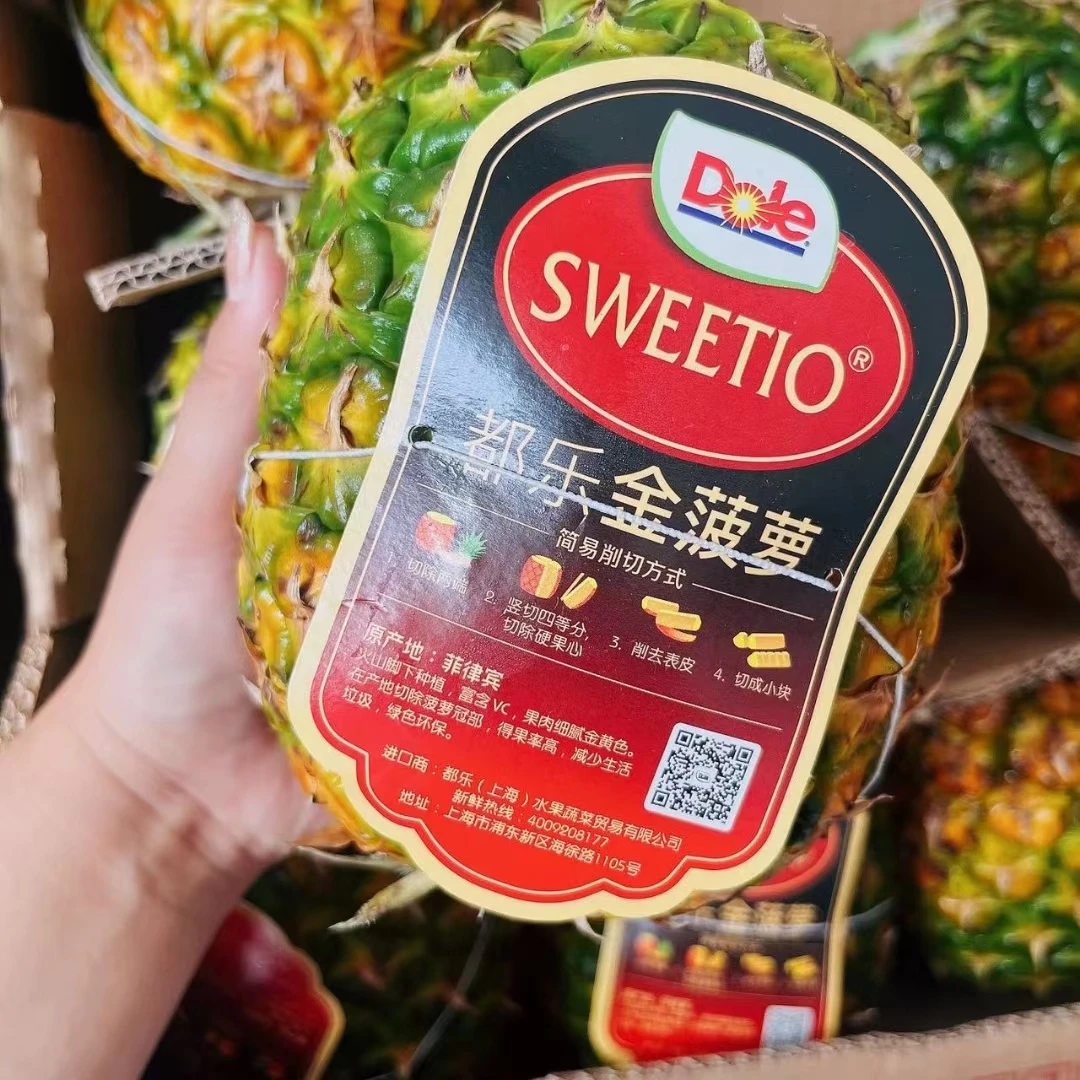 Dole
SWEETIO®
都乐金菠萝
简易削切方式
切除两端
2. 竖切四等分,
切除硬果心
3. 削去表皮
4. 切成小块
原产地：菲律宾
火山脚下种植，富含VC，果肉细腻金黄色。
在产地切除菠萝冠部，得果率高，减少生活
垃圾，绿色环保。
进口商：都乐（上海）水果蔬菜贸易有限公司
新鲜热线：4009208177
地址：上海市浦东新区海徐路1105号
金菠萝